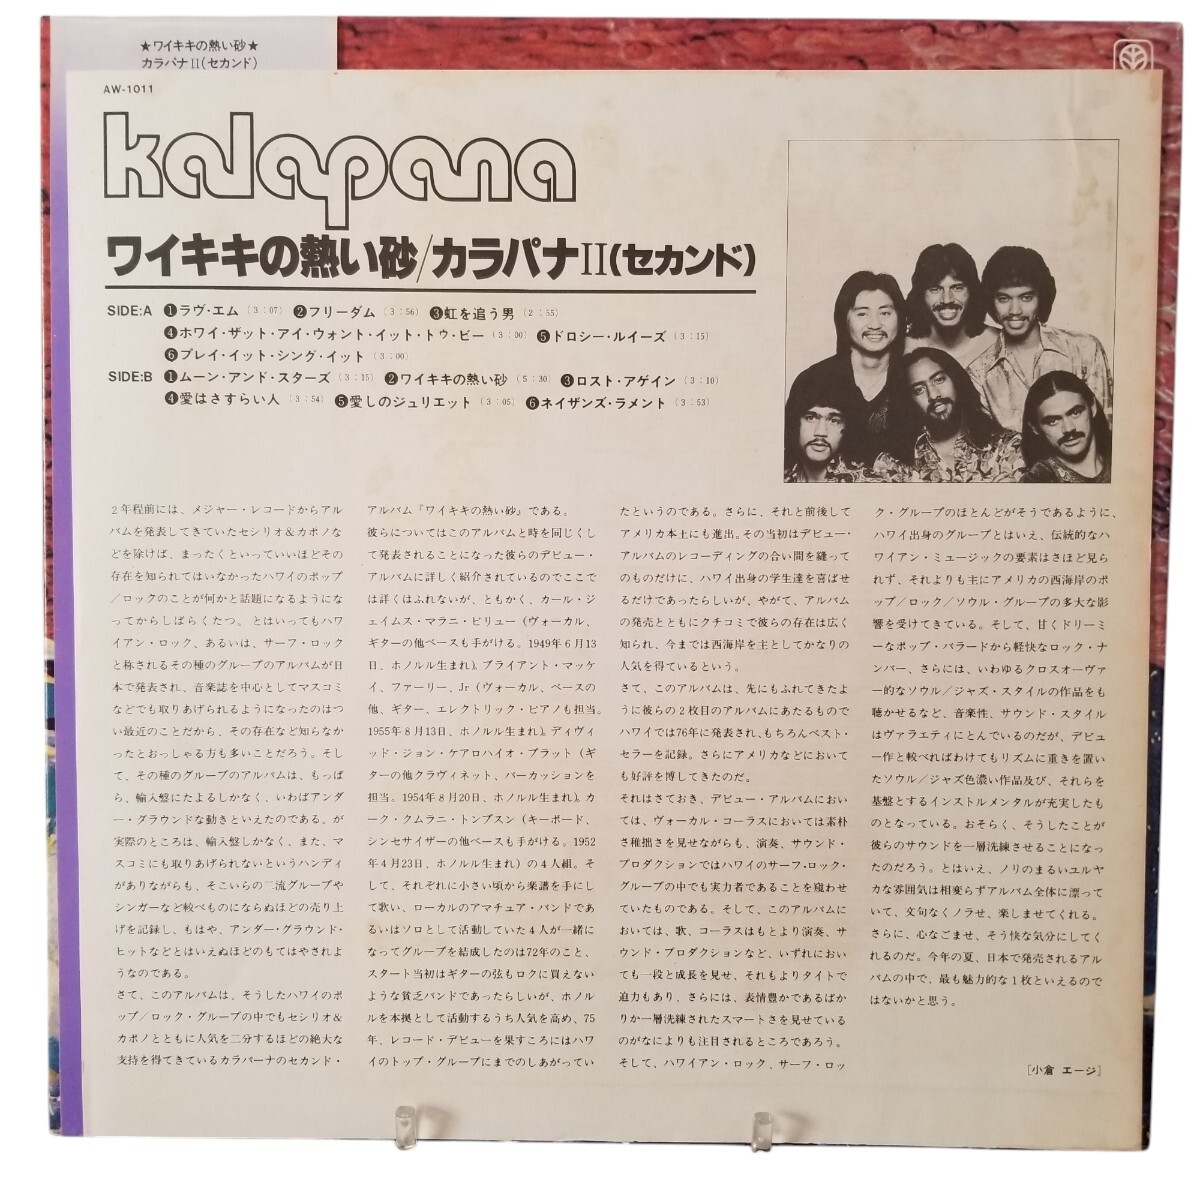 ★ワイキキの熱い砂★
カラパナII(セカンド)
AW-1011
kalapana
ワイキキの熱い砂/カラパナII(セカンド)
SIDE:A ❶ラヴ・エム (3:07) ❷フリーダム (3:56) ❸虹を追う男 (2:55)
❹ホワイ・ザット・アイ・ウォント・イット・トゥ・ビー (3:00) ❺ドロシー・ルイーズ (3:15)
❻プレイ・イット・シング・イット (3:00)
SIDE:B ❶ムーン・アンド・スターズ (3:15) ❷ワイキキの熱い砂 (5:30) ❸ロスト・アゲイン (3:10)
❹愛はさすらい人 (3:54) ❺愛しのジュリエット (3:05) ❻ネイザンズ・ラメント (3:53)
2年程前には、メジャー・レコードからアル
バムを発表してきていたセシリオ&カポノな
どを除けば、まったくといっていいほどその
存在を知られてはいなかったハワイのポップ
/ロックのことが何かと話題になるようにな
ってからしばらくたつ。とはいってもハワ
イアン・ロック、あるいは、サーフ・ロック
と称されるその種のグループのアルバムが日
本で発表され、音楽誌を中心としてマスコミ
などでも取りあげられるようになったのはつ
い最近のことだから、その存在など知らなか
ったとおっしゃる方も多いことだろう。そし
て、その種のグループのアルバムは、もっぱ
ら、輸入盤にたよるしかなく、いわばアンダ
ー・グラウンドな動きといえたのである。が
実際のところは、輸入盤しかなく、また、マ
スコミにも取りあげられないというハンディ
がありながらも、そこいらの二流グループや
シンガーなど較べものにならぬほどの売り上
げを記録し、もはや、アンダー・グラウンド・
ヒットなどとはいえぬほどのもてはやされよ
うなのである。
さて、このアルバムは、そうしたハワイのポ
ップ/ロック・グループの中でもセシリオ&
カポノとともに人気を二分するほどの絶大な
支持を得てきているカラパーナのセカンド・
アルバム『ワイキキの熱い砂』である。
彼らについてはこのアルバムと時を同じくし
て発表されることになった彼らのデビュー・
アルバムに詳しく紹介されているのでここで
は詳くはふれないが、ともかく、カール・ジ
ェイムス・マラニ・ビリュー(ヴォーカル、
ギターの他ベースも手がける。1949年6月13
日、ホノルル生まれ)。ブライアント・マッケ
イ、ファーリー、Jr(ヴォーカル、ベースの
他、ギター、エレクトリック・ピアノも担当。
1955年8月13日、ホノルル生まれ)。ディヴィ
ッド・ジョン・ケアロハイオ・ブラット(ギ
ターの他クラヴィネット、パーカッションを
担当。1954年8月20日、ホノルル生まれ)。カ
ーク・クムラニ・トンプスン(キーボード、
シンセサイザーの他ベースも手がける。1952
年4月23日、ホノルル生まれ)の4人組。そ
して、それぞれに小さい頃から楽譜を手にし
て歌い、ローカルのアマチュア・バンドであ
るいはソロとして活動していた4人が一緒に
なってグループを結成したのは72年のこと、
スタート当初はギターの弦もロクに買えない
ような貧乏バンドであったらしいが、ホノル
ルを本拠として活動するうち人気を高め、75
年、レコード・デビューを果すころにはハワ
イのトップ・グループにまでのしあがってい
たというのである。さらに、それと前後して
アメリカ本土にも進出。その当初はデビュー・
アルバムのレコーディングの合い間を縫って
のものだけに、ハワイ出身の学生達を喜ばせ
るだけであったらしいが、やがて、アルバム
の発売とともにクチコミで彼らの存在は広く
知られ、今までは西海岸を主としてかなりの
人気を得ているという。
さて、このアルバムは、先にもふれてきたよ
うに彼らの2枚目のアルバムにあたるもので
ハワイでは76年に発表され、もちろんベスト・
セラーを記録。さらにアメリカなどにおいて
も好評を博してきたのだ。
それはさておき、デビュー・アルバムにおい
ては、ヴォーカル・コーラスにおいては素朴
さ稚拙さを見せながらも、演奏、サウンド・
プロダクションではハワイのサーフ・ロック・
グループの中でも実力者であることを窺わせ
ていたものである。そして、このアルバムに
おいては、歌、コーラスはもとより演奏、サ
ウンド・プロダクションなど、いずれにおい
ても一段と成長を見せ、それもよりタイトで
迫力もあり、さらには、表情豊かであるばか
りか一層洗練されたスマートさを見せている
のがなによりも注目されるところであろう。
そして、ハワイアン・ロック、サーフ・ロッ
ク・グループのほとんどがそうであるように、
ハワイ出身のグループとはいえ、伝統的なハ
ワイアン・ミュージックの要素はさほど見ら
れず、それよりも主にアメリカの西海岸のポ
ップ/ロック/ソウル・グループの多大な影
響を受けてきている。そして、甘くドリーミ
ーなポップ・バラードから軽快なロック・ナ
ンバー、さらには、いわゆるクロスオーヴァ
ー的なソウル/ジャズ・スタイルの作品をも
聴かせるなど、音楽性、サウンド・スタイル
はヴァラエティにとんでいるのだが、デビュ
ー作と較べればわけてもリズムに重きを置い
たソウル/ジャズ色濃い作品及び、それらを
基盤とするインストルメンタルが充実したも
のとなっている。おそらく、そうしたことが
彼らのサウンドを一層洗練させることになっ
たのだろう。とはいえ、ノリのまるいユルヤ
カな雰囲気は相変らずアルバム全体に漂って
いて、文句なくノラせ、楽しませてくれる。
さらに、心なごませ、そう快な気分にしてく
れるのだ。今年の夏、日本で発売されるアル
バムの中で、最も魅力的な1枚といえるので
はないかと思う。
[小倉 エージ]